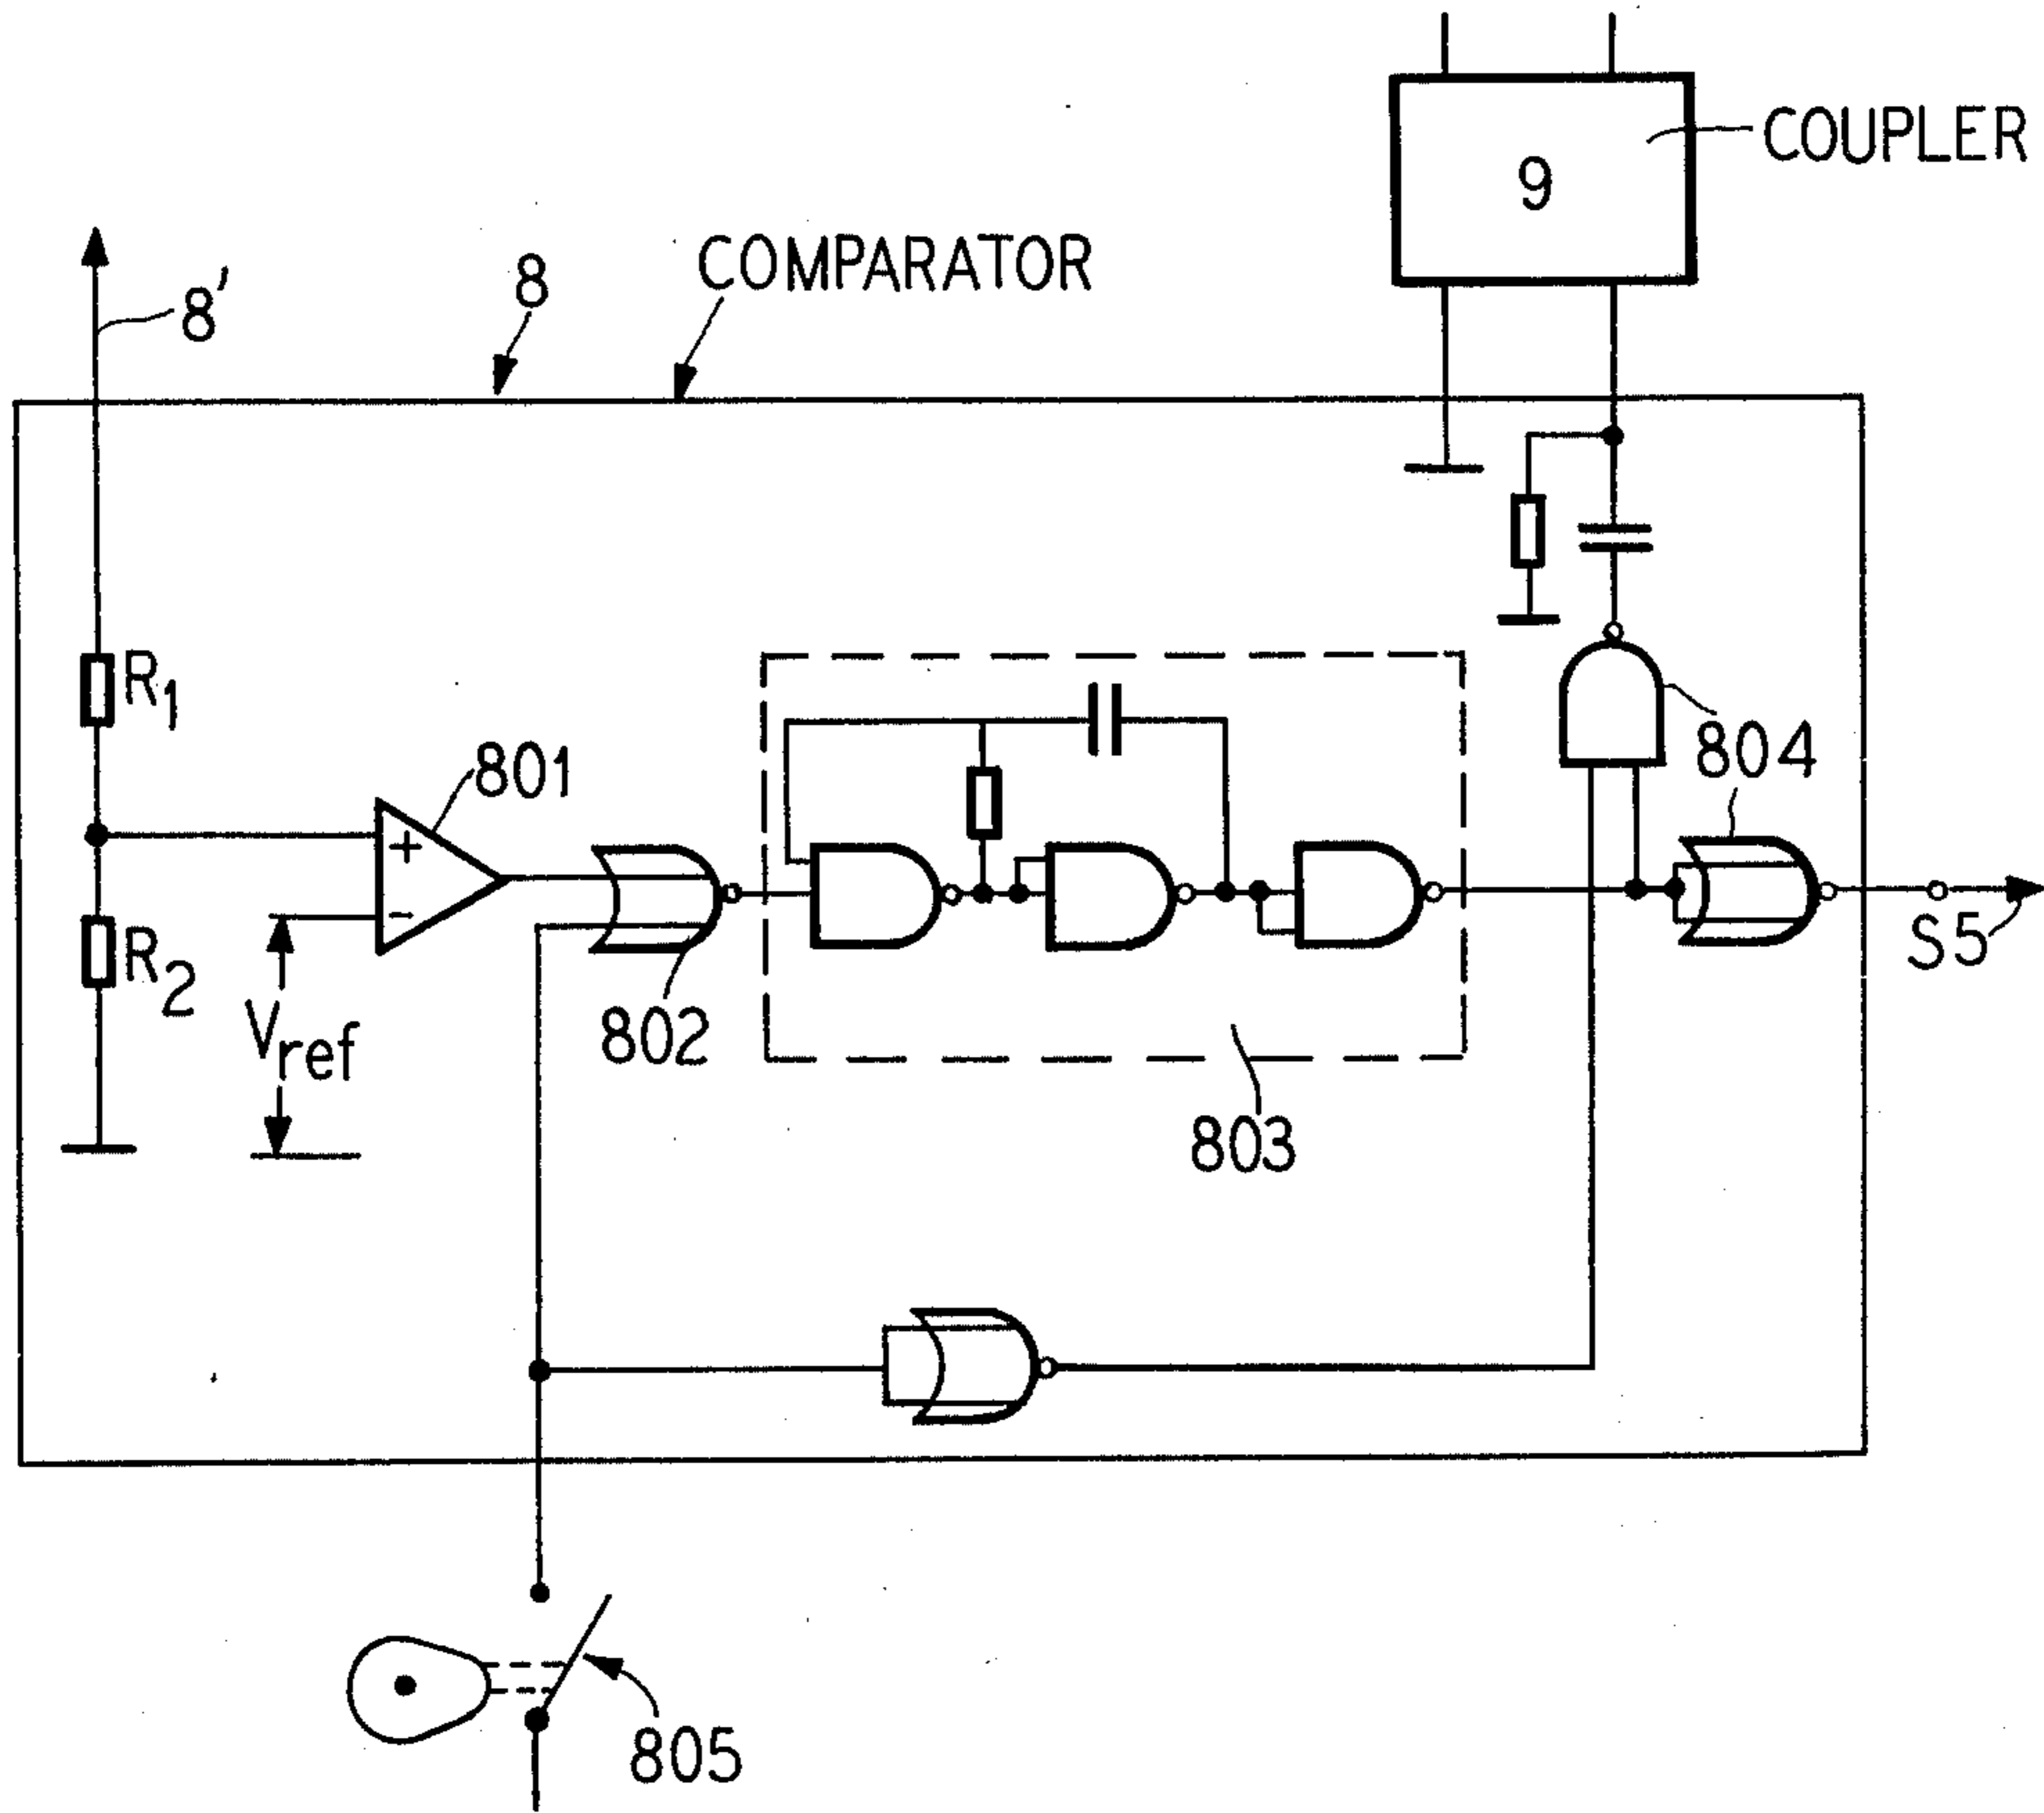 COUPLER
9
8
COMPARATOR
8'
R1
801
804
R2
Vref
802
S5
803
805